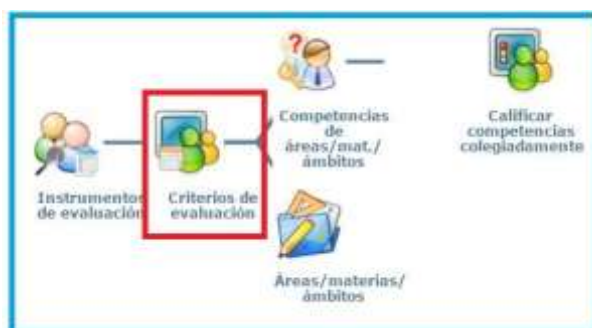 Competencias
de
áreas/mat./
ámbitos
Calificar
competencias
colegiadamente
Instrumentos
de evaluación
Criterios de
evaluación
Áreas/materias/
ámbitos